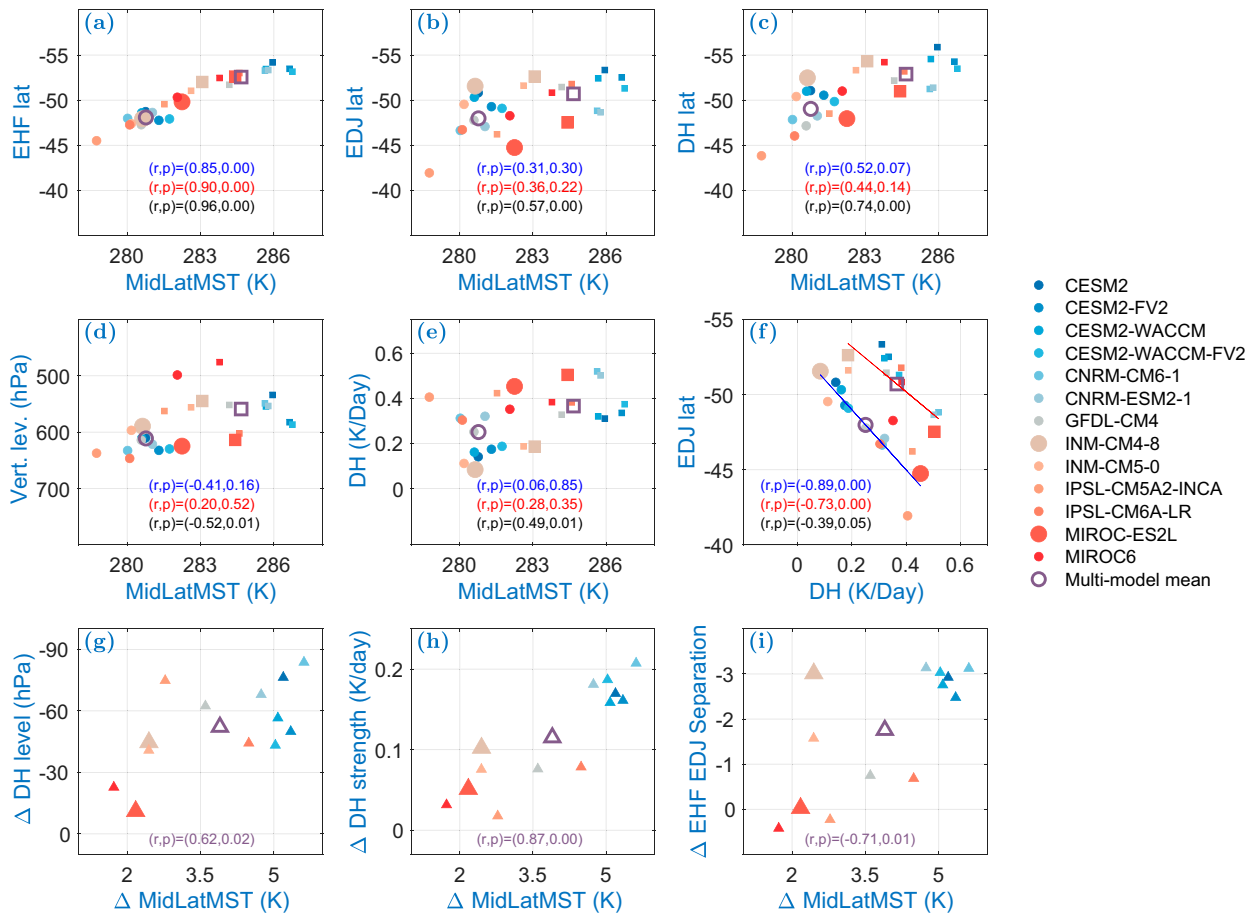 (a)
EHF lat
-55
-50
-45
-40
280
283
286
MidLatMST (K)
(r,p)=(0.85,0.00)
(r,p)=(0.90,0.00)
(r,p)=(0.96,0.00)
(b)
EDJ lat
-55
-50
-45
-40
280
283
286
MidLatMST (K)
(r,p)=(0.31,0.30)
(r,p)=(0.36,0.22)
(r,p)=(0.57,0.00)
(c)
DH lat
-55
-50
-45
-40
280
283
286
MidLatMST (K)
(r,p)=(0.52,0.07)
(r,p)=(0.44,0.14)
(r,p)=(0.74,0.00)
(d)
Vert. lev. (hPa)
500
600
700
280
283
286
MidLatMST (K)
(r,p)=(-0.41,0.16)
(r,p)=(0.20,0.52)
(r,p)=(-0.52,0.01)
(e)
DH (K/Day)
0.6
0.4
0.2
0
280
283
286
MidLatMST (K)
(r,p)=(0.06,0.85)
(r,p)=(0.28,0.35)
(r,p)=(0.49,0.01)
(f)
EDJ lat
-55
-50
-45
-40
0
0.2
0.4
0.6
DH (K/Day)
(r,p)=(-0.89,0.00)
(r,p)=(-0.73,0.00)
(r,p)=(-0.39,0.05)
CESM2
CESM2-FV2
CESM2-WACCM
CESM2-WACCM-FV2
CNRM-CM6-1
CNRM-ESM2-1
GFDL-CM4
INM-CM4-8
INM-CM5-0
IPSL-CM5A2-INCA
IPSL-CM6A-LR
MIROC-ES2L
MIROC6
Multi-model mean
(g)
Δ DH level (hPa)
-90
-60
-30
0
2
3.5
5
Δ MidLatMST (K)
(r,p)=(0.62,0.02)
(h)
Δ DH strength (K/day)
0.2
0.1
0
2
3.5
5
Δ MidLatMST (K)
(r,p)=(0.87,0.00)
(i)
Δ EHF EDJ Separation
-3
-2
-1
0
2
3.5
5
Δ MidLatMST (K)
(r,p)=(-0.71,0.01)